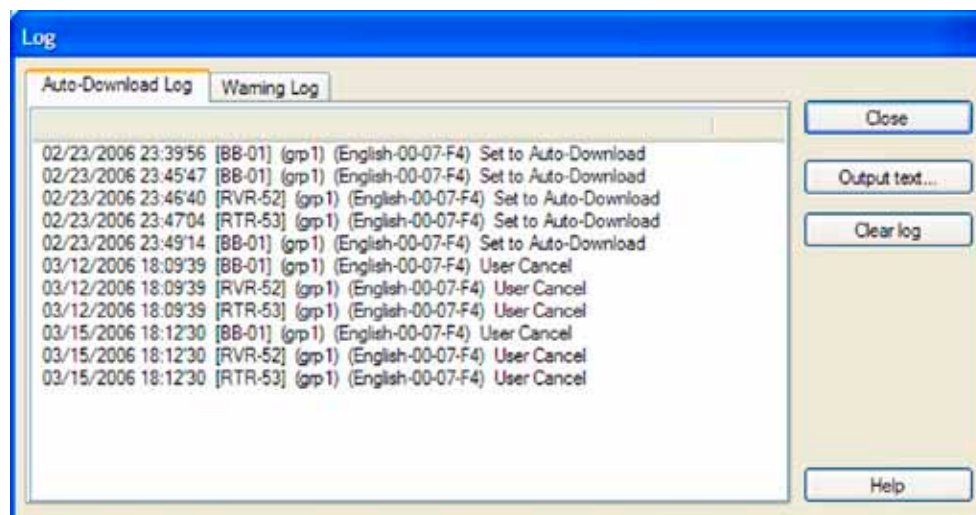 Log
Auto-Download Log
Warning Log
Close
Output text...
Clear log
02/23/2006 23:39'56 [BB-01] (grp1) (English-00-07-F4) Set to Auto-Download
02/23/2006 23:45'47 [BB-01] (grp1) (English-00-07-F4) Set to Auto-Download
02/23/2006 23:46'40 [RVR-52] (grp1) (English-00-07-F4) Set to Auto-Download
02/23/2006 23:47'04 [RTR-53] (grp1) (English-00-07-F4) Set to Auto-Download
02/23/2006 23:49'14 [BB-01] (grp1) (English-00-07-F4) Set to Auto-Download
03/12/2006 18:09'39 [BB-01] (grp1) (English-00-07-F4) User Cancel
03/12/2006 18:09'39 [RVR-52] (grp1) (English-00-07-F4) User Cancel
03/12/2006 18:09'39 [RTR-53] (grp1) (English-00-07-F4) User Cancel
03/15/2006 18:12'30 [BB-01] (grp1) (English-00-07-F4) User Cancel
03/15/2006 18:12'30 [RVR-52] (grp1) (English-00-07-F4) User Cancel
03/15/2006 18:12'30 [RTR-53] (grp1) (English-00-07-F4) User Cancel
Help